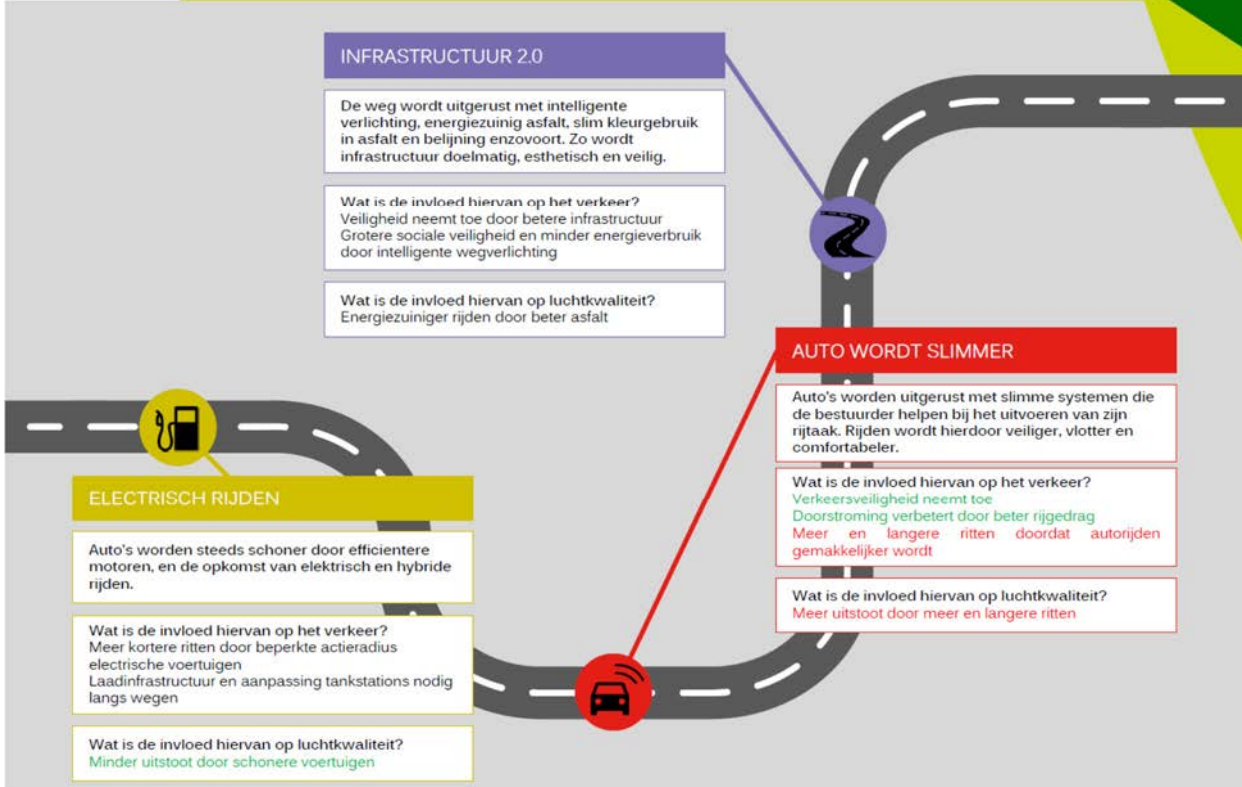 INFRASTRUCTUUR 2.0
De weg wordt uitgerust met intelligente
verlichting, energiezuinig asfalt, slim kleurgebruik
in asfalt en belijning enzovoort. Zo wordt
infrastructuur doelmatig, esthetisch en veilig.
Wat is de invloed hiervan op het verkeer?
Veiligheid neemt toe door betere infrastructuur
Grotere sociale veiligheid en minder energieverbruik
door intelligente wegverlichting
Wat is de invloed hiervan op luchtkwaliteit?
Energiezuiniger rijden door beter asfalt
AUTO WORDT SLIMMER
Auto's worden uitgerust met slimme systemen die
de bestuurder helpen bij het uitvoeren van zijn
rijtaak. Rijden wordt hierdoor veiliger, vlotter en
comfortabeler.
Wat is de invloed hiervan op het verkeer?
Verkeersveiligheid neemt toe
Doorstroming verbetert door beter rijgedrag
Meer en langere ritten doordat autorijden
gemakkelijker wordt
Wat is de invloed hiervan op luchtkwaliteit?
Meer uitstoot door meer en langere ritten
ELECTRISCH RIJDEN
Auto's worden steeds schoner door efficientere
motoren, en de opkomst van elektrisch en hybride
rijden.
Wat is de invloed hiervan op het verkeer?
Meer kortere ritten door beperkte actieradius
electrische voertuigen
Laadinfrastructuur en aanpassing tankstations nodig
langs wegen
Wat is de invloed hiervan op luchtkwaliteit?
Minder uitstoot door schonere voertuigen